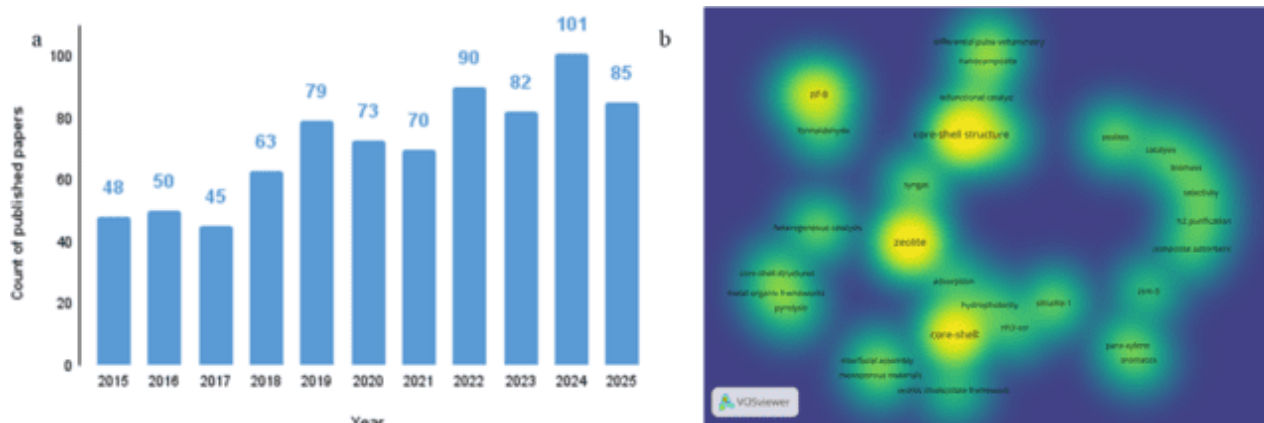 a
Count of published papers
100
80
60
40
20
0
48
50
45
63
79
73
70
90
82
101
85
2015
2016
2017
2018
2019
2020
2021
2022
2023
2024
2025
Year
b
differential pulse voltammetry
nanocomposite
zif-8
bifunctional catalyst
formaldehyde
core-shell structure
zeolites
catalysis
biomass
syngas
selectivity
heterogeneous catalysis
h2 purification
zeolite
composite adsorbent
core-shell structured
adsorption
metal-organic frameworks
zsm-5
pyrolysis
hydrophobicity
silicalite-1
nh3-scr
core-shell
para-xylene
aromatics
interfacial assembly
mesoporous materials
VOSviewer